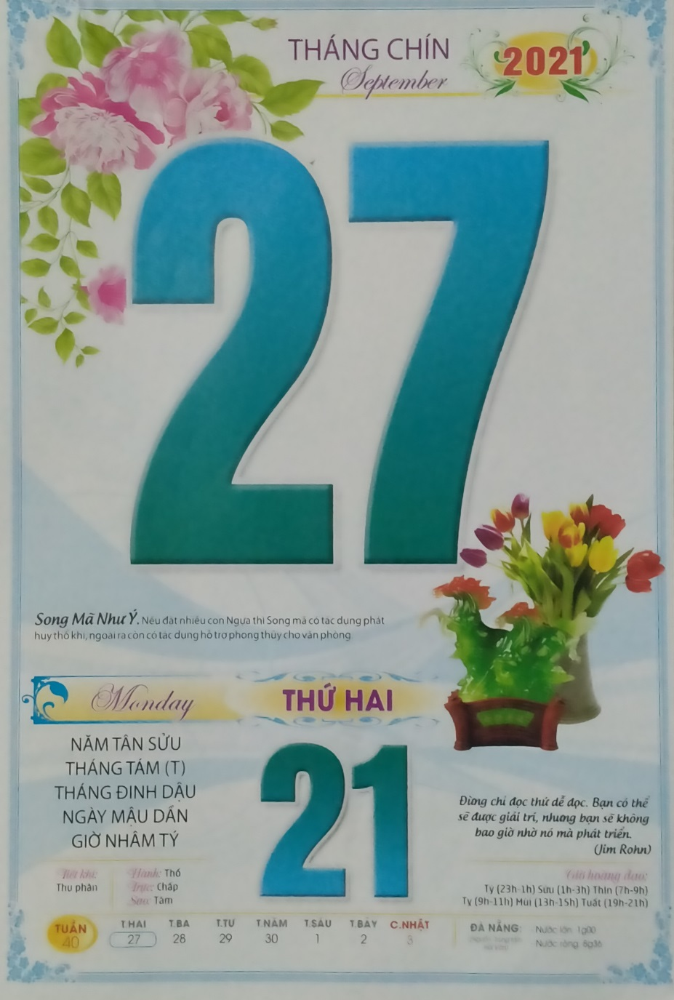 THÁNG CHÍN
September
2021
27
Song Mã Như Ý. Nếu đặt nhiều con Ngựa thì Song mã có tác dụng phát
huy thổ khí, ngoài ra còn có tác dụng hỗ trợ phong thủy cho văn phòng
Monday
THỨ HAI
NĂM TÂN SỬU
THÁNG TÁM (T)
THÁNG ĐINH DẬU
NGÀY MẬU DẦN
GIỜ NHÂM TÝ
21
Đừng chỉ đọc thứ dễ đọc. Bạn có thể
sẽ được giải trí, nhưng bạn sẽ không
bao giờ nhờ nó mà phát triển.
(Jim Rohn)
Tiết khí:
Thu phân
Hành: Thổ
Trực: Chấp
Sao: Tâm
Giờ hoàng đạo:
Tý (23h-1h) Sửu (1h-3h) Thìn (7h-9h)
Tỵ (9h-11h) Mùi (13h-15h) Tuất (19h-21h)
TUẦN
40
T.HAI T.BA T.TƯ T.NĂM T.SÁU T.BẢY C.NHẬT
27 28 29 30 1 2 3
ĐÀ NẴNG:
Nước lớn: 1g00
Nước ròng: 8g36